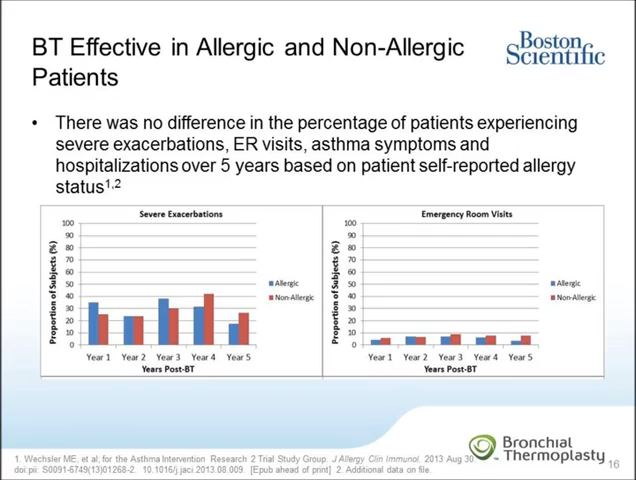 BT Effective in Allergic and Non-Allergic
Patients
Boston
Scientific
• There was no difference in the percentage of patients experiencing
severe exacerbations, ER visits, asthma symptoms and
hospitalizations over 5 years based on patient self-reported allergy
status1,2
Severe Exacerbations
Proportion of Subjects (%)
100
90
80
70
60
50
40
30
20
10
0
Year 1 Year 2 Year 3 Year 4 Year 5
Years Post-BT
Allergic
Non-Allergic
Emergency Room Visits
Proportion of Subjects (%)
100
90
80
70
60
50
40
30
20
10
0
Year 1 Year 2 Year 3 Year 4 Year 5
Years Post-BT
Allergic
Non-Allergic
1. Wechsler ME, et al; for the Asthma Intervention Research 2 Trial Study Group. J Allergy Clin Immunol. 2013 Aug 30.
doi:pii: S0091-6749(13)01268-2. 10.1016/j.jaci.2013.08.009. [Epub ahead of print] 2. Additional data on file.
Bronchial
Thermoplasty
16